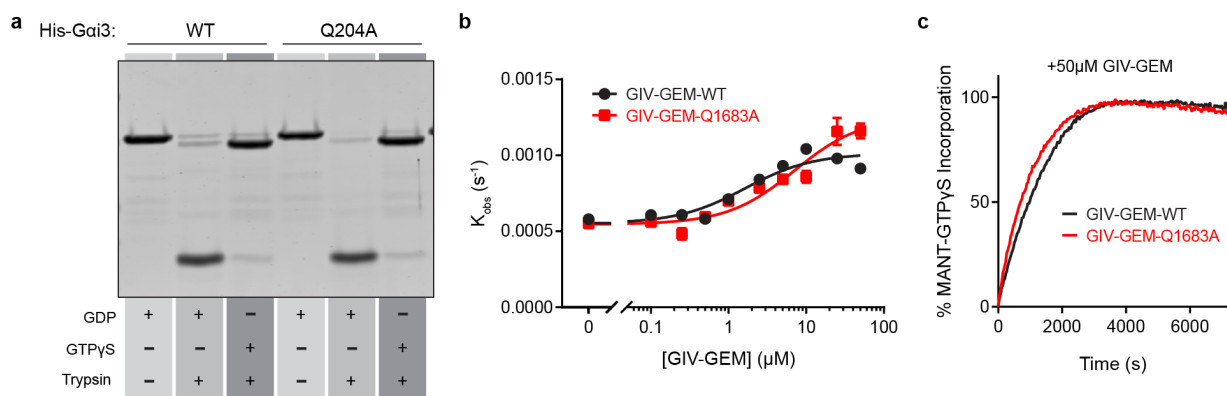 a
His-Gαi3:
WT
Q204A
GDP + + − + + −
GTPγS − − + − − +
Trypsin − + + − + +
b
0.0015
0.0010
0.0005
0.0000
Kobs (s⁻¹)
GIV-GEM-WT
GIV-GEM-Q1683A
0 0.1 1 10 100
[GIV-GEM] (μM)
c
+50μM GIV-GEM
100
50
0
% MANT-GTPγS Incorporation
GIV-GEM-WT
GIV-GEM-Q1683A
0 2000 4000 6000
Time (s)